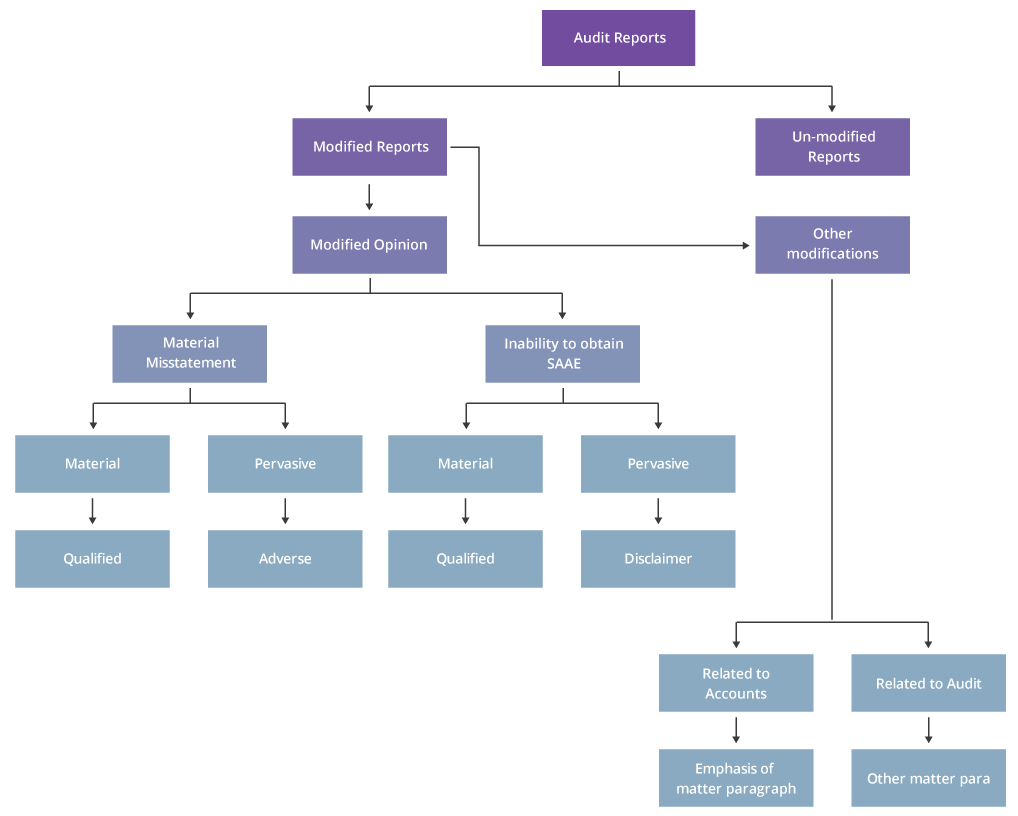 Audit Reports
Modified Reports
Un-modified
Reports
Modified Opinion
Other
modifications
Material
Misstatement
Inability to obtain
SAAE
Material
Pervasive
Material
Pervasive
Qualified
Adverse
Qualified
Disclaimer
Related to
Accounts
Related to Audit
Emphasis of
matter paragraph
Other matter para